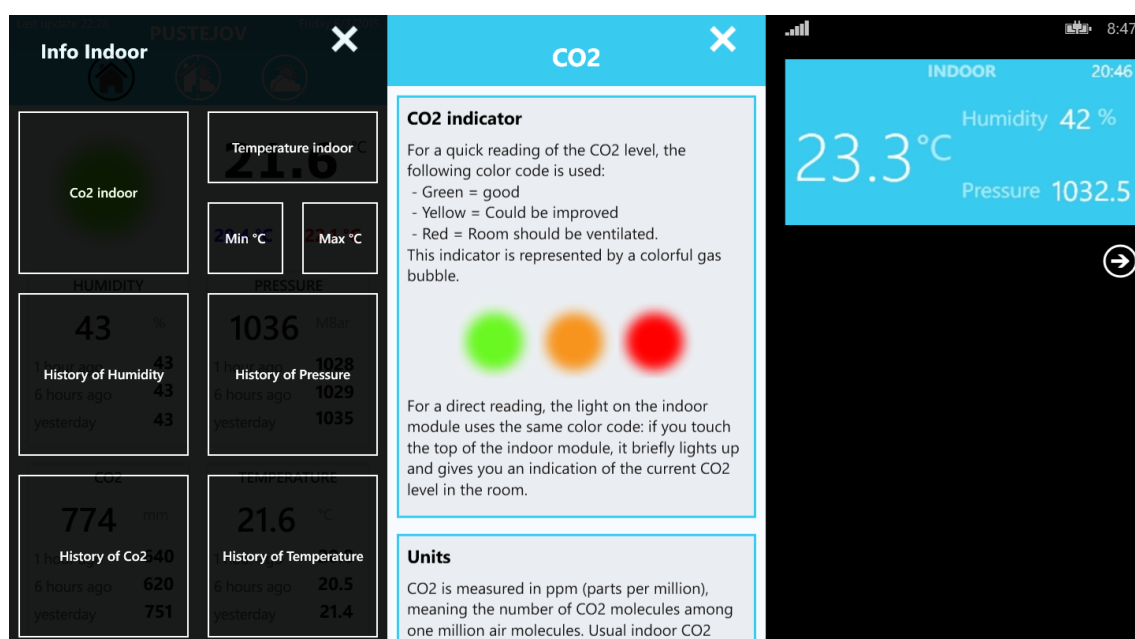 PUSTEJOV
Info Indoor
Co2 indoor
Temperature indoor
21.6 °C
Min °C
Max °C
HUMIDITY
PRESSURE
43 %
1036 MBar
43
1028
History of Humidity
History of Pressure
6 hours ago 43
6 hours ago 1029
yesterday 43
yesterday 1035
CO2
TEMPERATURE
774 mm
21.6 °C
History of Co2
640
History of Temperature
6 hours ago 620
6 hours ago 20.5
yesterday 751
yesterday 21.4
CO2
CO2 indicator
For a quick reading of the CO2 level, the
following color code is used:
- Green = good
- Yellow = Could be improved
- Red = Room should be ventilated.
This indicator is represented by a colorful gas
bubble.
For a direct reading, the light on the indoor
module uses the same color code: if you touch
the top of the indoor module, it briefly lights up
and gives you an indication of the current CO2
level in the room.
Units
CO2 is measured in ppm (parts per million),
meaning the number of CO2 molecules among
one million air molecules. Usual indoor CO2
8:47
INDOOR 20:46
Humidity 42 %
23.3 °C
Pressure 1032.5